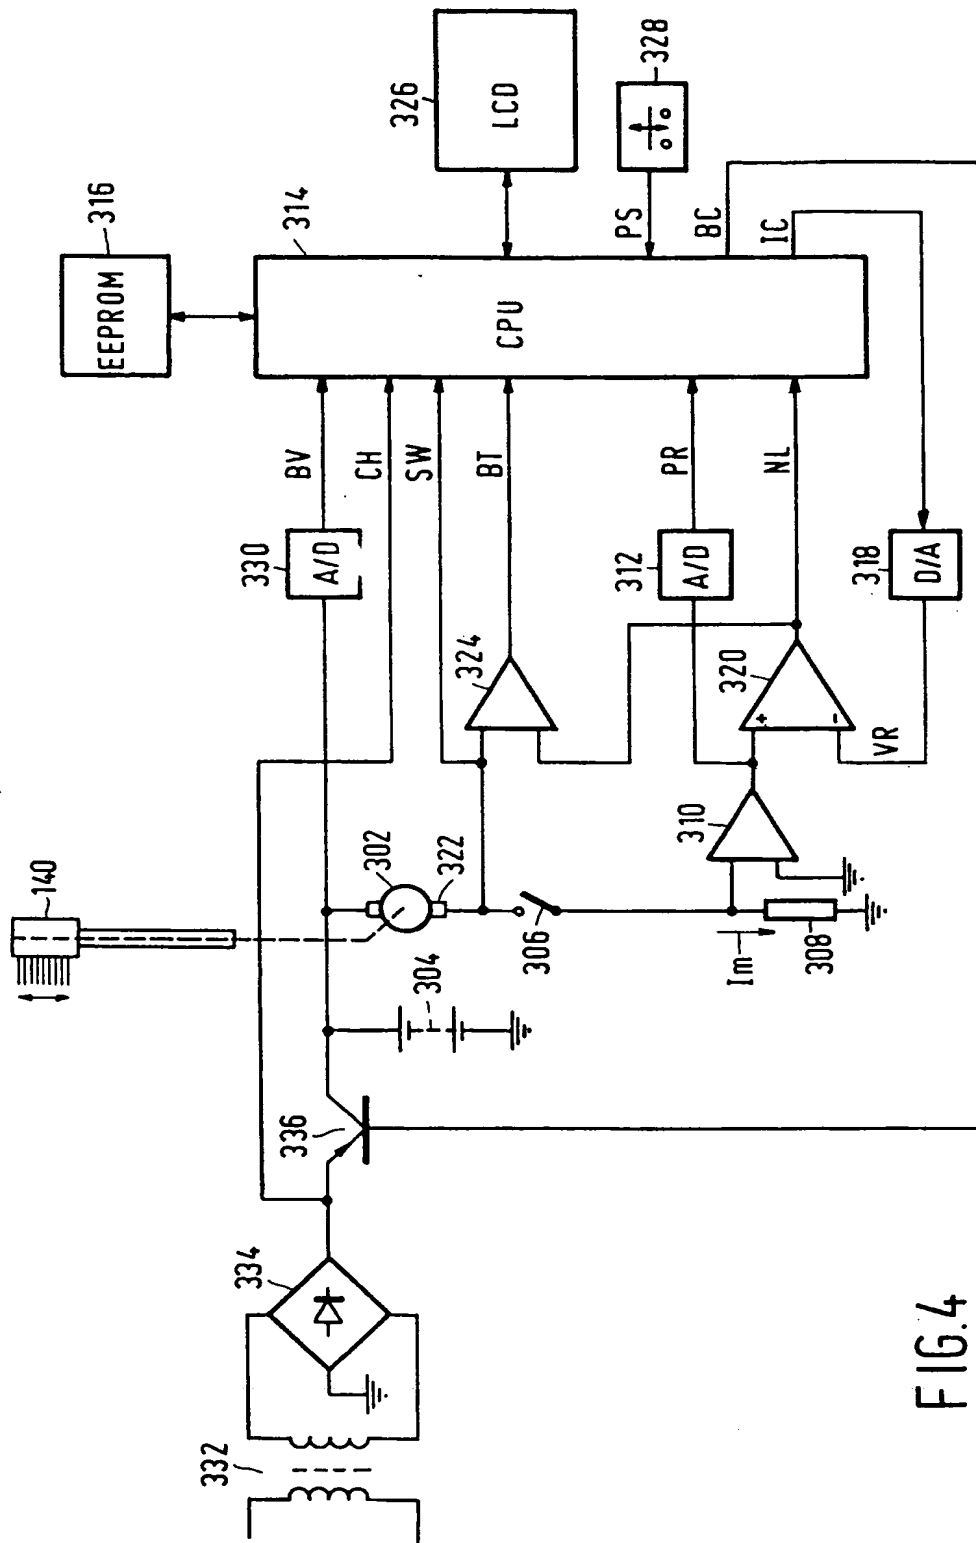 140
316
EEPROM
314
CPU
326
LCD
328
PS
BC
IC
330
A/D
BV
CH
SW
BT
324
312
A/D
PR
NL
320
+
-
VR
318
D/A
302
322
304
306
310
Im
308
336
334
332
FIG.4